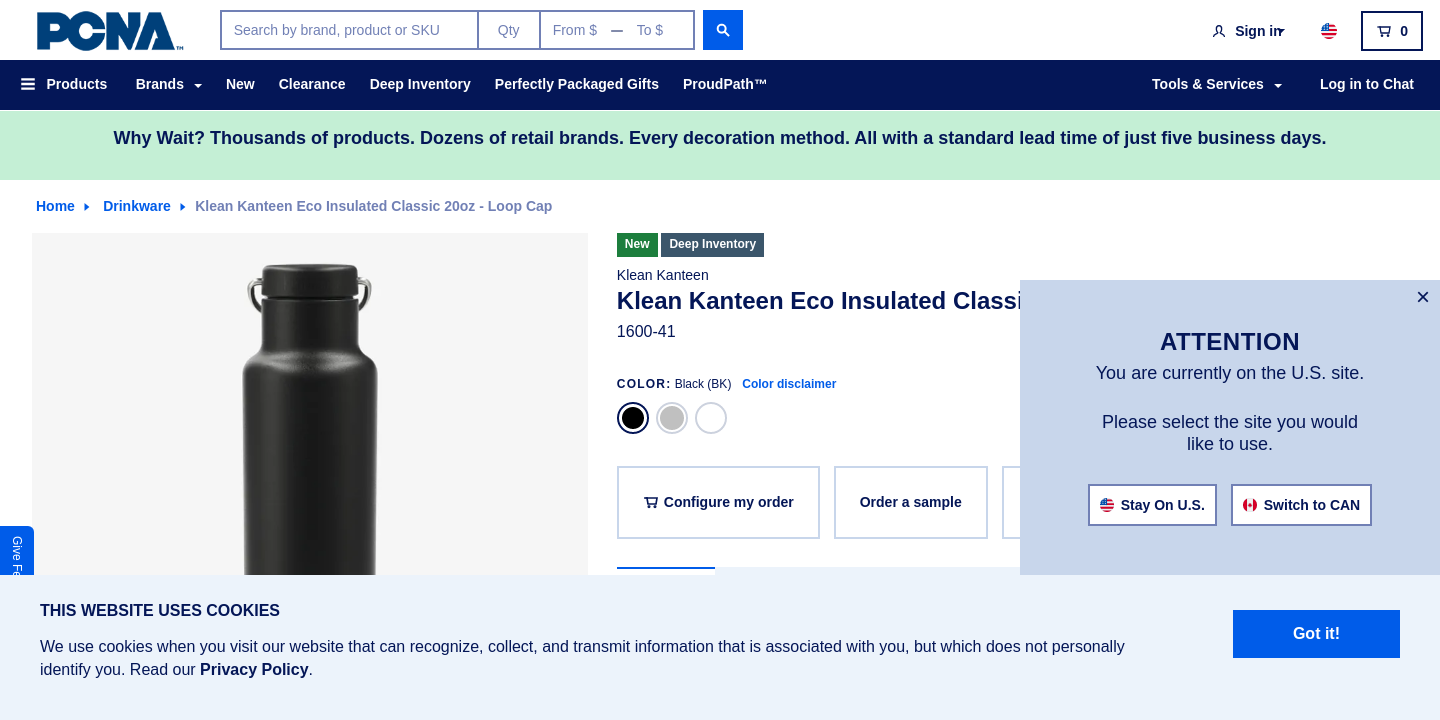 PCNA™
Search by brand, product or SKU
Qty
From $ — To $
Sign in
0
Products
Brands
New
Clearance
Deep Inventory
Perfectly Packaged Gifts
ProudPath™
Tools & Services
Log in to Chat
Why Wait? Thousands of products. Dozens of retail brands. Every decoration method. All with a standard lead time of just five business days.
Home
Drinkware
Klean Kanteen Eco Insulated Classic 20oz - Loop Cap
New
Deep Inventory
Klean Kanteen
Klean Kanteen Eco Insulated Classi
1600-41
COLOR: Black (BK)
Color disclaimer
Configure my order
Order a sample
×
ATTENTION
You are currently on the U.S. site.
Please select the site you would
like to use.
Stay On U.S.
Switch to CAN
Give Fe
THIS WEBSITE USES COOKIES
We use cookies when you visit our website that can recognize, collect, and transmit information that is associated with you, but which does not personally
identify you. Read our Privacy Policy.
Got it!